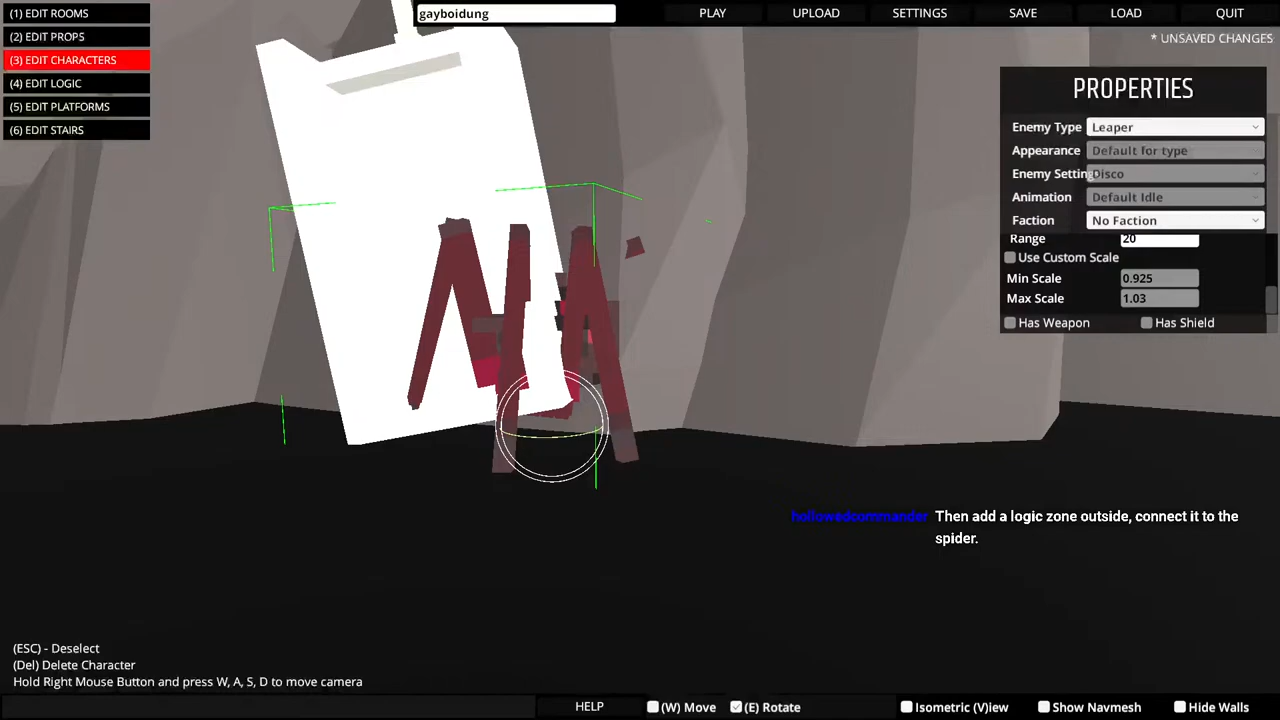 (1) EDIT ROOMS
gayboidung
PLAY
UPLOAD
SETTINGS
SAVE
LOAD
QUIT
(2) EDIT PROPS
* UNSAVED CHANGES
(3) EDIT CHARACTERS
(4) EDIT LOGIC
(5) EDIT PLATFORMS
(6) EDIT STAIRS
PROPERTIES
Enemy Type Leaper
Appearance Default for type
Enemy Setting Disco
Animation Default Idle
Faction No Faction
Range 20
Use Custom Scale
Min Scale 0.925
Max Scale 1.03
Has Weapon Has Shield
hollowedcommander Then add a logic zone outside, connect it to the
spider.
(ESC) - Deselect
(Del) Delete Character
Hold Right Mouse Button and press W, A, S, D to move camera
HELP
(W) Move
(E) Rotate
Isometric (V)iew
Show Navmesh
Hide Walls